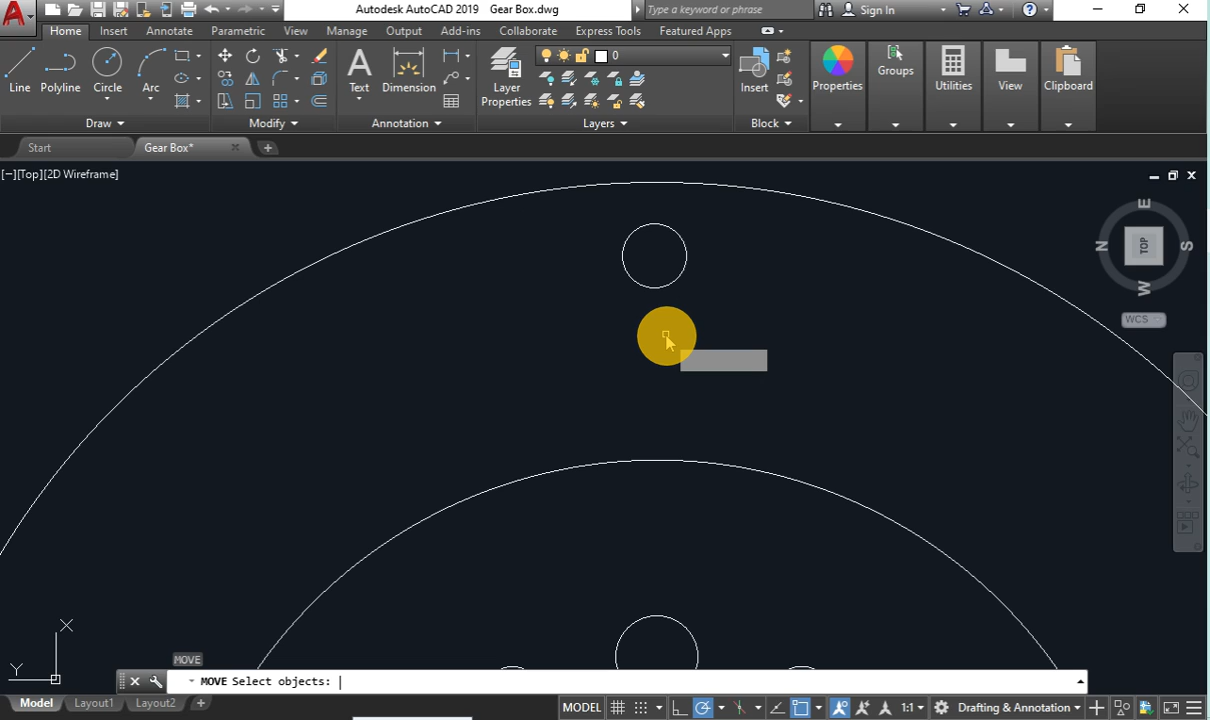 Autodesk AutoCAD 2019 Gear Box.dwg
Type a keyword or phrase
Sign In
Home Insert Annotate Parametric View Manage Output Add-ins Collaborate Express Tools Featured Apps
0
Line Polyline Circle Arc
Text Dimension
Layer
Properties
Insert
Properties
Groups
Utilities
View
Clipboard
Draw Modify Annotation Layers Block
Start Gear Box*
[−][Top][2D Wireframe]
E
N TOP S
W
WCS
X
Y
MOVE
MOVE Select objects:
Model Layout1 Layout2
MODEL 1:1 Drafting & Annotation